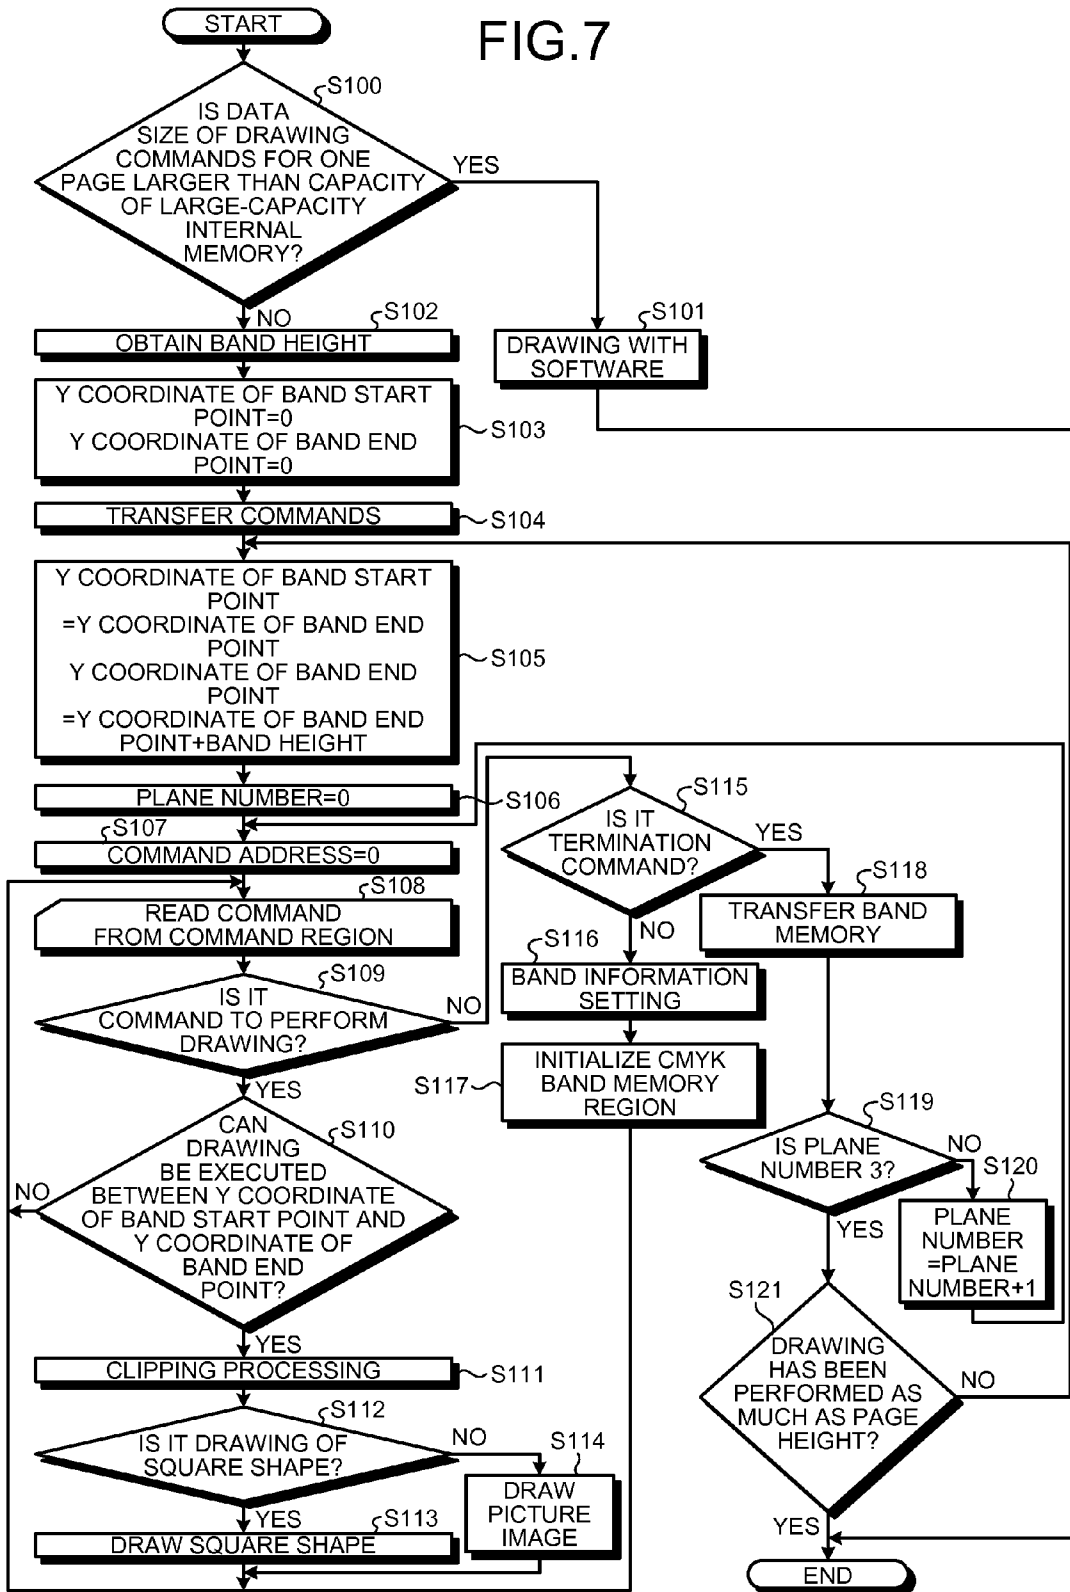 START
FIG.7
S100
IS DATA
SIZE OF DRAWING
COMMANDS FOR ONE
PAGE LARGER THAN CAPACITY
OF LARGE-CAPACITY
INTERNAL
MEMORY?
YES
NO
S102
OBTAIN BAND HEIGHT
S101
DRAWING WITH
SOFTWARE
Y COORDINATE OF BAND START
POINT=0
Y COORDINATE OF BAND END
POINT=0
S103
TRANSFER COMMANDS
S104
Y COORDINATE OF BAND START
POINT
=Y COORDINATE OF BAND END
POINT
Y COORDINATE OF BAND END
POINT
=Y COORDINATE OF BAND END
POINT+BAND HEIGHT
S105
PLANE NUMBER=0
S106
S107
COMMAND ADDRESS=0
S108
READ COMMAND
FROM COMMAND REGION
S109
IS IT
COMMAND TO PERFORM
DRAWING?
NO
YES
S110
CAN
DRAWING
BE EXECUTED
BETWEEN Y COORDINATE
OF BAND START POINT AND
Y COORDINATE OF
BAND END
POINT?
NO
YES
CLIPPING PROCESSING
S111
S112
IS IT DRAWING OF
SQUARE SHAPE?
NO
YES
S113
DRAW SQUARE SHAPE
S114
DRAW
PICTURE
IMAGE
S115
IS IT
TERMINATION
COMMAND?
YES
NO
S116
BAND INFORMATION
SETTING
S117
INITIALIZE CMYK
BAND MEMORY
REGION
S118
TRANSFER BAND
MEMORY
S119
IS PLANE
NUMBER 3?
NO
YES
S120
PLANE
NUMBER
=PLANE
NUMBER+1
S121
DRAWING
HAS BEEN
PERFORMED AS
MUCH AS PAGE
HEIGHT?
NO
YES
END